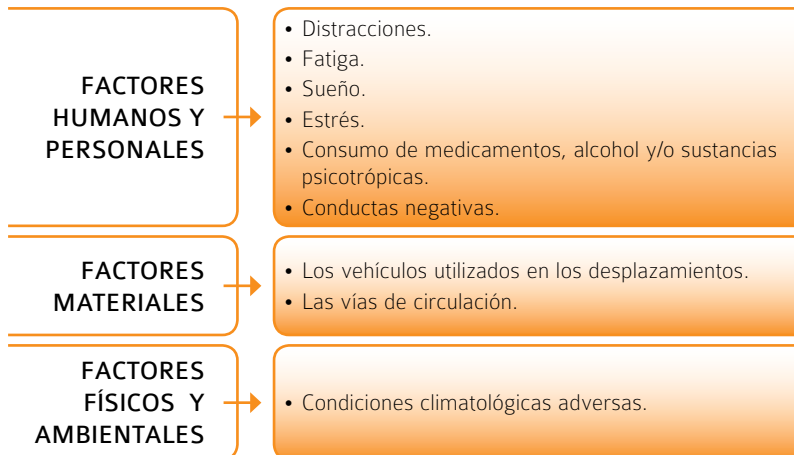 FACTORES
HUMANOS Y
PERSONALES
• Distracciones.
• Fatiga.
• Sueño.
• Estrés.
• Consumo de medicamentos, alcohol y/o sustancias
psicotrópicas.
• Conductas negativas.
FACTORES
MATERIALES
• Los vehículos utilizados en los desplazamientos.
• Las vías de circulación.
FACTORES
FÍSICOS Y
AMBIENTALES
• Condiciones climatológicas adversas.